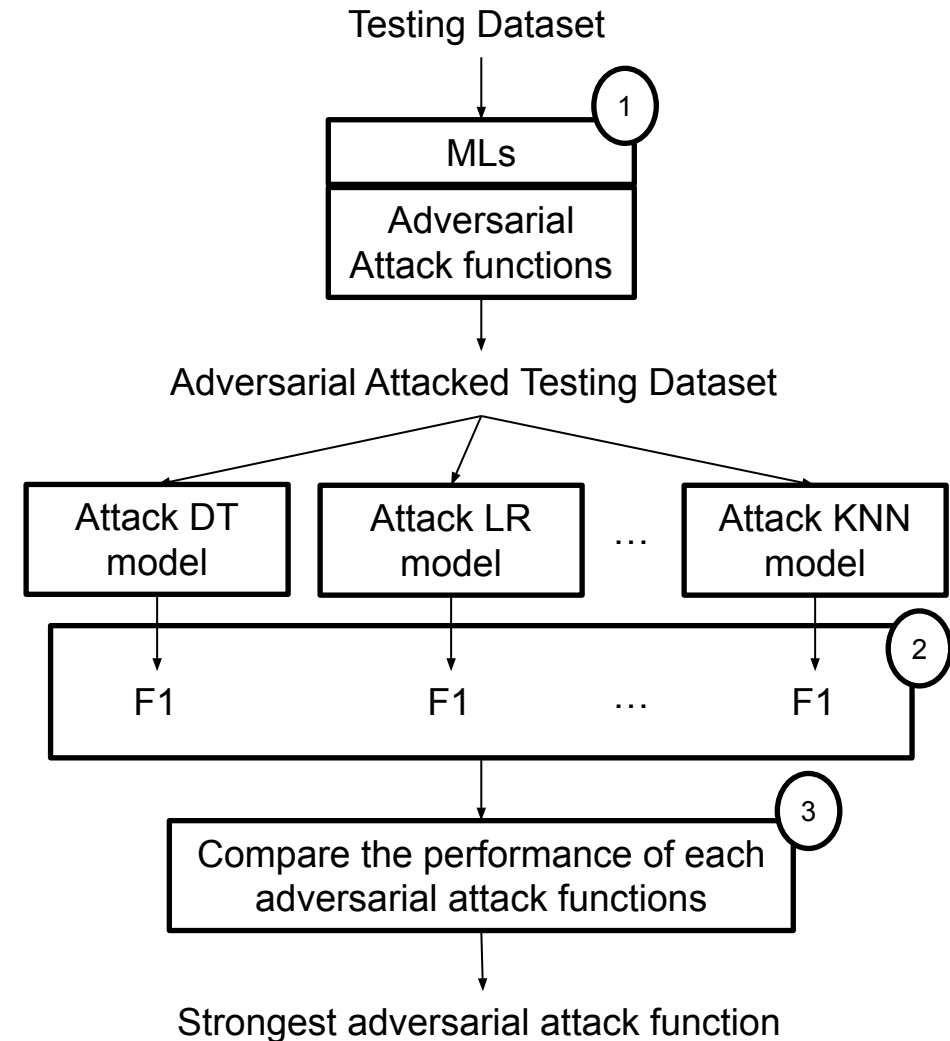 Testing Dataset
1
MLs
Adversarial
Attack functions
Adversarial Attacked Testing Dataset
Attack DT
model
Attack LR
model
...
Attack KNN
model
2
F1
F1
...
F1
3
Compare the performance of each
adversarial attack functions
Strongest adversarial attack function